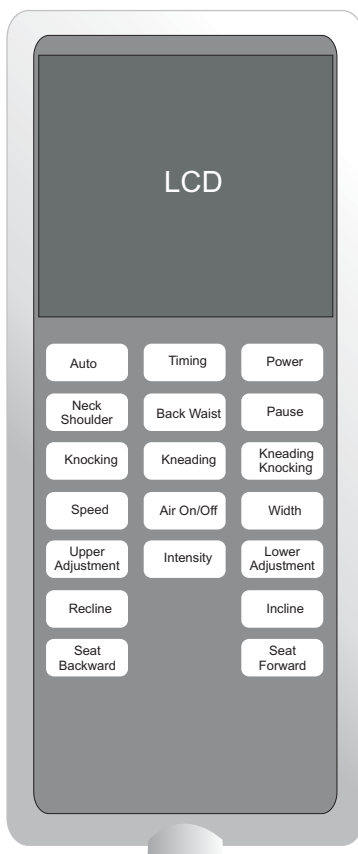 LCD
Auto
Timing
Power
Neck
Shoulder
Back Waist
Pause
Knocking
Kneading
Kneading
Knocking
Speed
Air On/Off
Width
Upper
Adjustment
Intensity
Lower
Adjustment
Recline
Incline
Seat
Backward
Seat
Forward